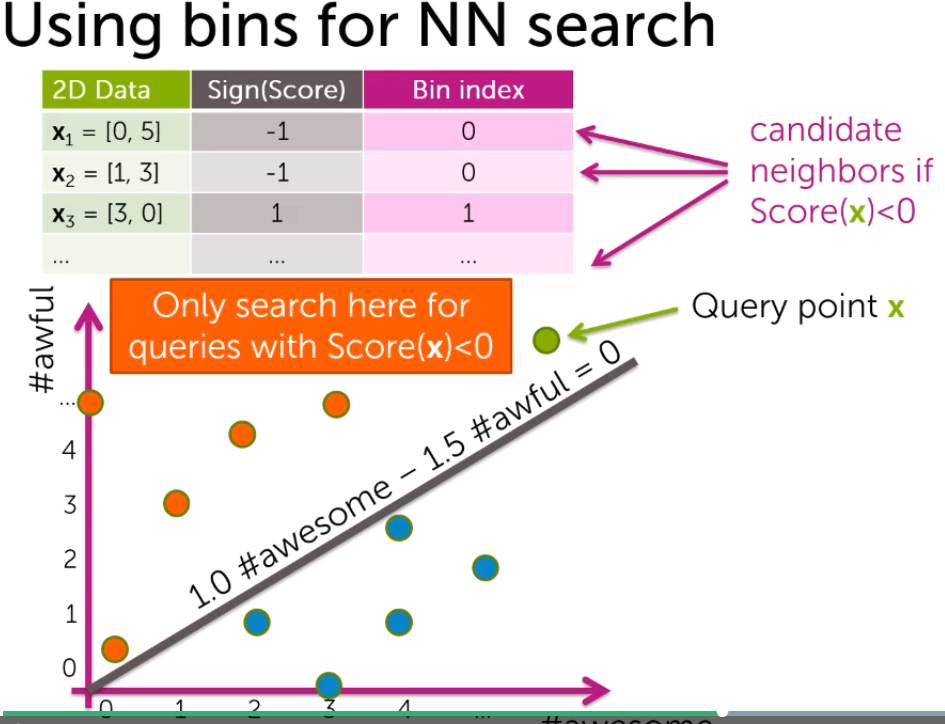 Using bins for NN search
2D Data Sign(Score) Bin index
x₁ = [0, 5] -1 0
x₂ = [1, 3] -1 0
x₃ = [3, 0] 1 1
... ... ...
candidate
neighbors if
Score(x)<0
Only search here for
queries with Score(x)<0
Query point x
#awful
...
4
3
2
1
0
1.0 #awesome – 1.5 #awful = 0
0 1 2 3 4 ...
#awesome